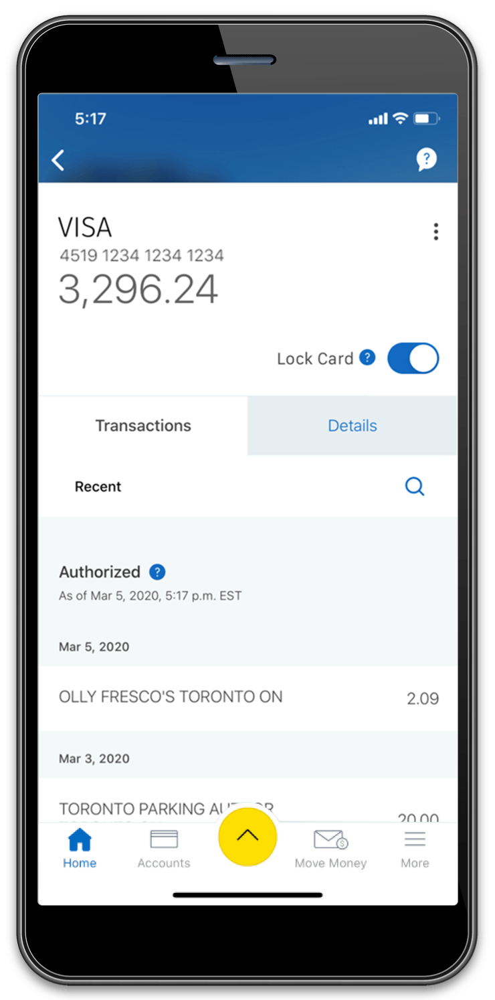 5:17
?
VISA
4519 1234 1234 1234
3,296.24
Lock Card ?
Transactions Details
Recent
Authorized ?
As of Mar 5, 2020, 5:17 p.m. EST
Mar 5, 2020
OLLY FRESCO'S TORONTO ON 2.09
Mar 3, 2020
TORONTO PARKING 20.00
$
Home Accounts Move Money More